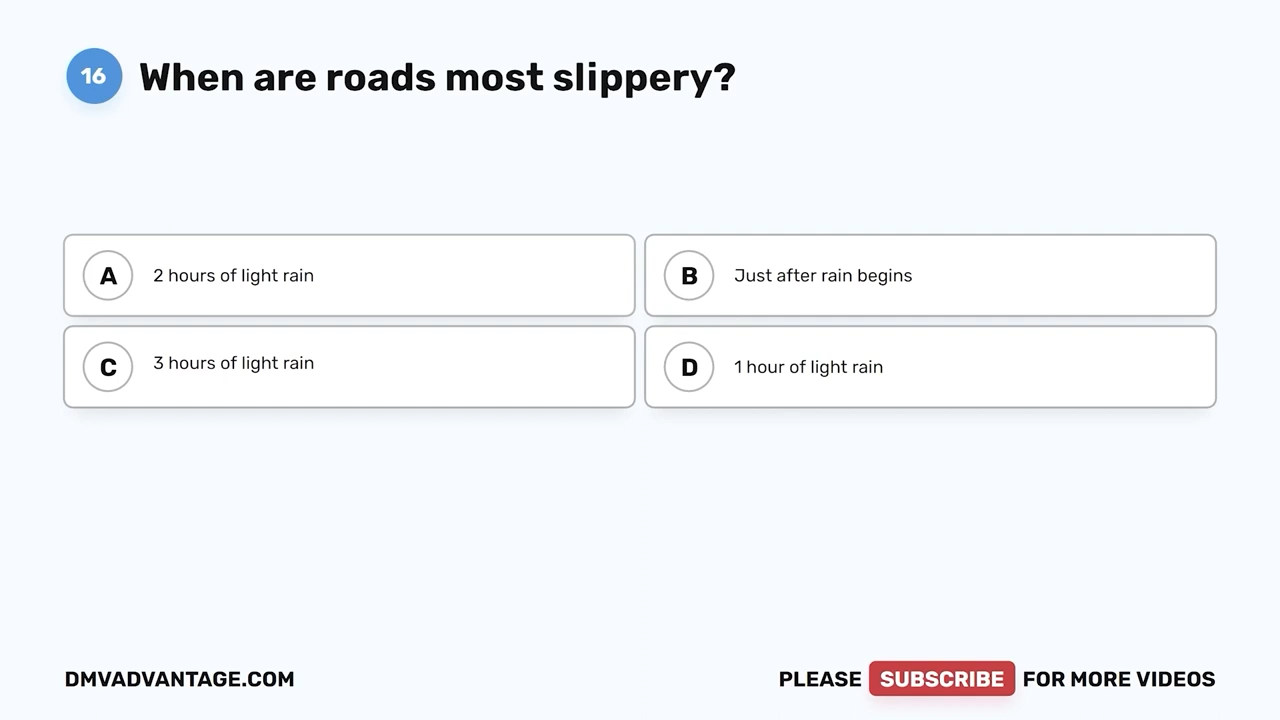 16 When are roads most slippery?
A 2 hours of light rain
B Just after rain begins
C 3 hours of light rain
D 1 hour of light rain
DMVADVANTAGE.COM
PLEASE SUBSCRIBE FOR MORE VIDEOS